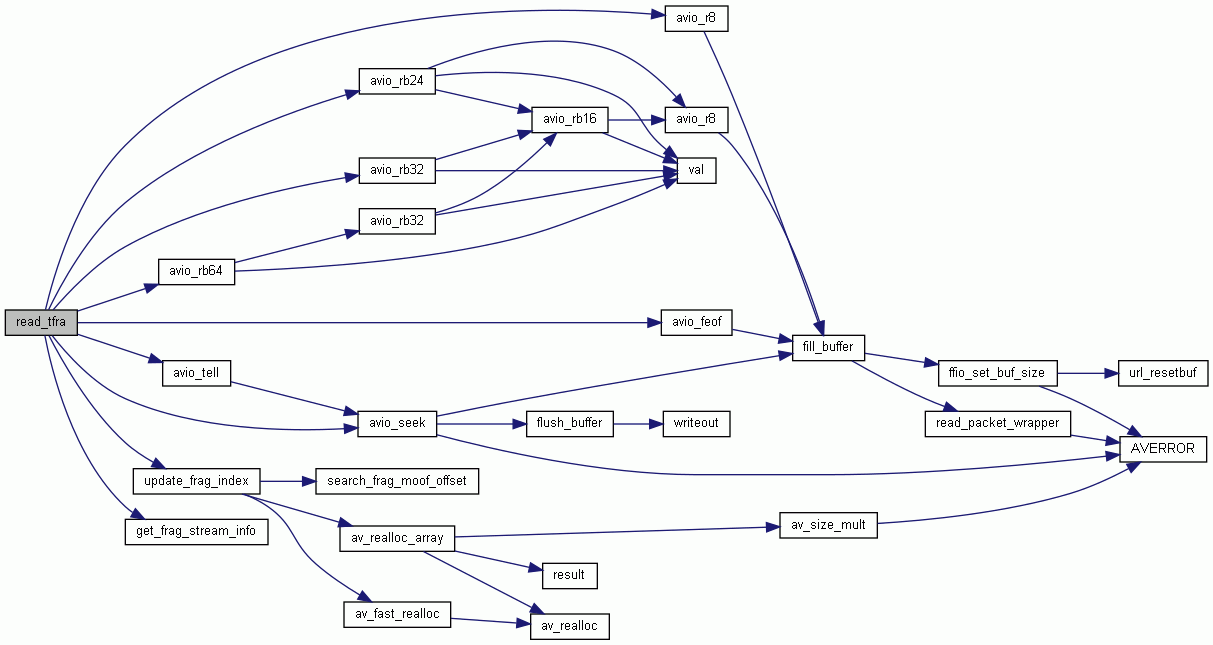 avio_r8
avio_rb24
avio_rb16
avio_r8
avio_rb32
val
avio_rb32
avio_rb64
read_tfra
avio_feof
fill_buffer
avio_tell
ffio_set_buf_size
url_resetbuf
avio_seek
flush_buffer
writeout
read_packet_wrapper
AVERROR
update_frag_index
search_frag_moof_offset
get_frag_stream_info
av_realloc_array
av_size_mult
result
av_fast_realloc
av_realloc